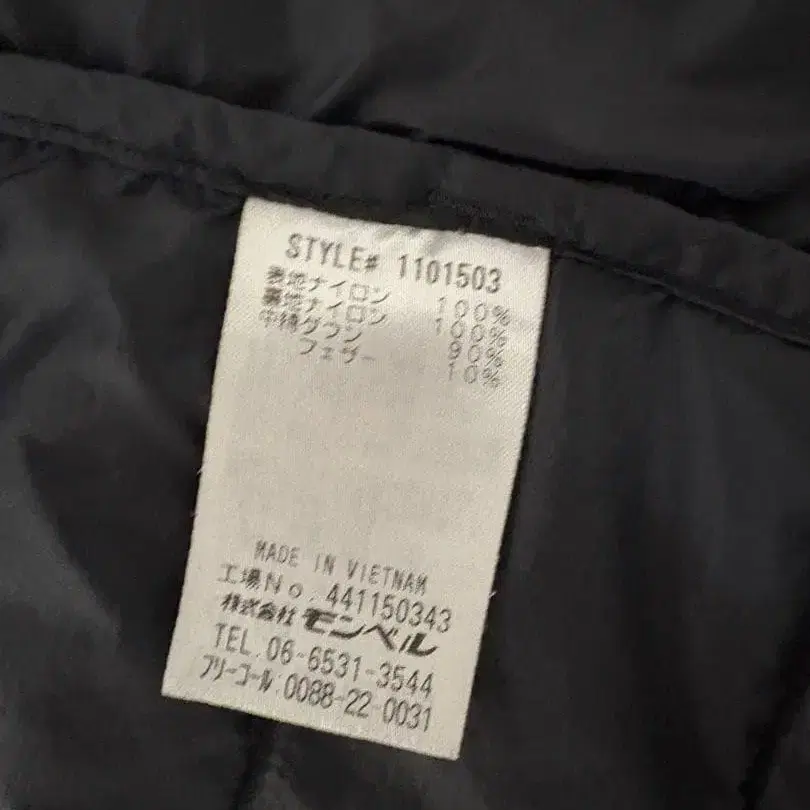 STYLE# 1101503
表地ナイロン 100%
裏地ナイロン 100%
中綿ダウン 90%
フェザー 10%
MADE IN VIETNAM
工場No. 441150343
株式会社 モンベル
TEL.06-6531-3544
フリーコール.0088-22-0031